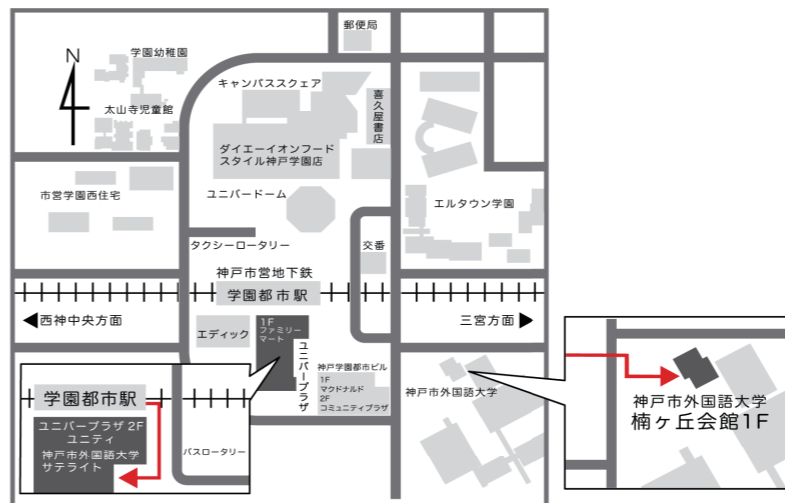 郵便局
N
学園幼稚園
キャンパススクェア
喜久屋書店
太山寺児童館
ダイエーイオンフード
スタイル神戸学園店
市営学園西住宅
ユニバードーム
エルタウン学園
タクシーロータリー
交番
神戸市営地下鉄
学園都市駅
西神中央方面
三宮方面
エディック
1F
ファミリー
マート
ユニバープラザ
神戸学園都市ビル
1F
マクドナルド
2F
コミュニティプラザ
神戸市外国語大学
学園都市駅
ユニバープラザ 2F
ユニティ
神戸市外国語大学
サテライト
バスロータリー
神戸市外国語大学
楠ヶ丘会館1F